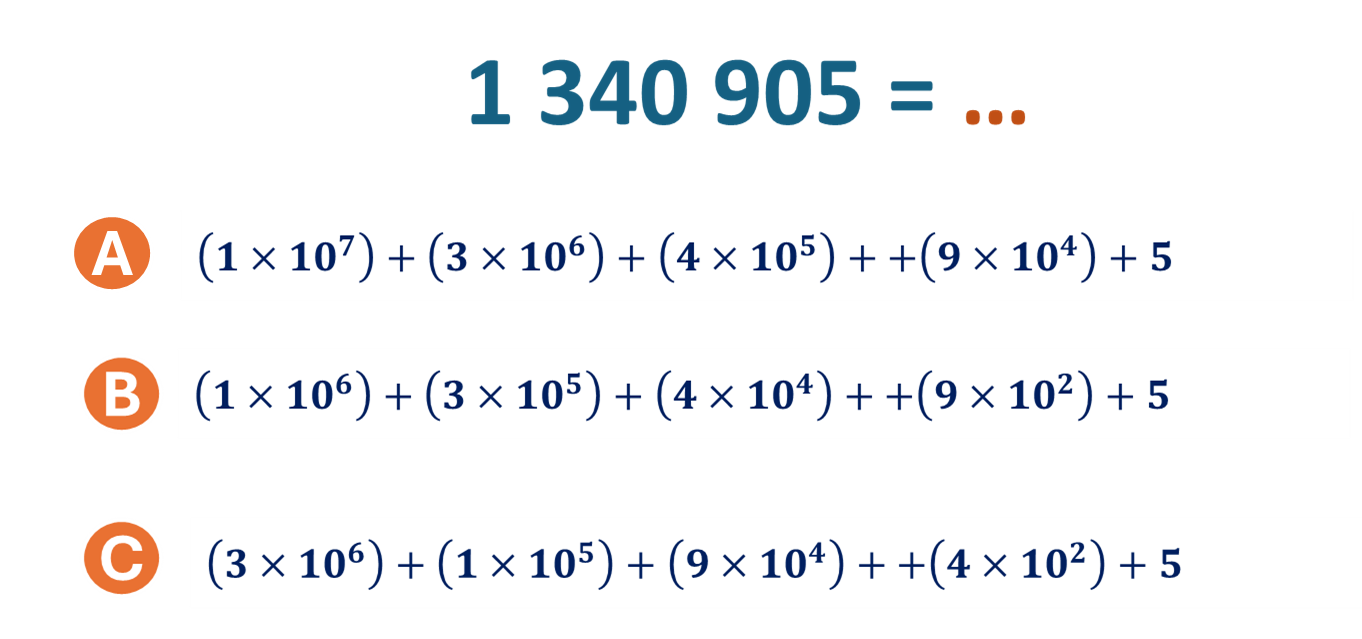 1 340 905 = ...
A (1 × 10⁷) + (3 × 10⁶) + (4 × 10⁵) + +(9 × 10⁴) + 5
B (1 × 10⁶) + (3 × 10⁵) + (4 × 10⁴) + +(9 × 10²) + 5
C (3 × 10⁶) + (1 × 10⁵) + (9 × 10⁴) + +(4 × 10²) + 5